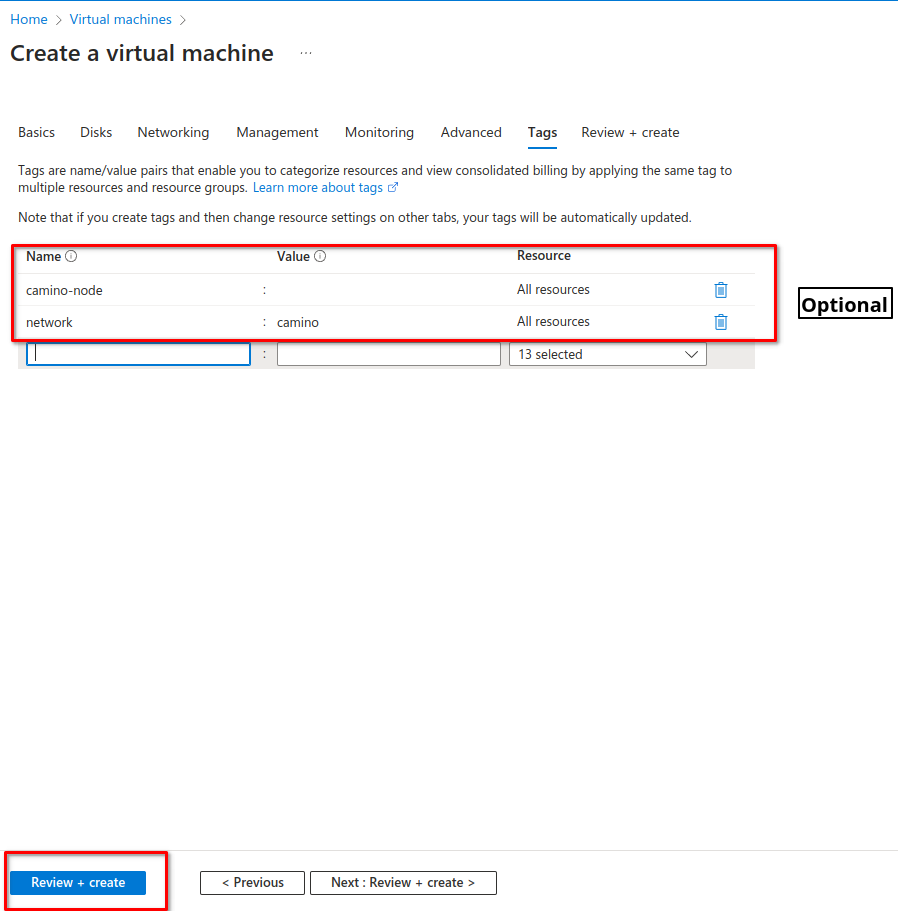 Home > Virtual machines >
Create a virtual machine ...
Basics Disks Networking Management Monitoring Advanced Tags Review + create
Tags are name/value pairs that enable you to categorize resources and view consolidated billing by applying the same tag to
multiple resources and resource groups. Learn more about tags
Note that if you create tags and then change resource settings on other tabs, your tags will be automatically updated.
Name Value Resource
camino-node : All resources
Optional
network : camino All resources
: 13 selected
Review + create < Previous Next : Review + create >